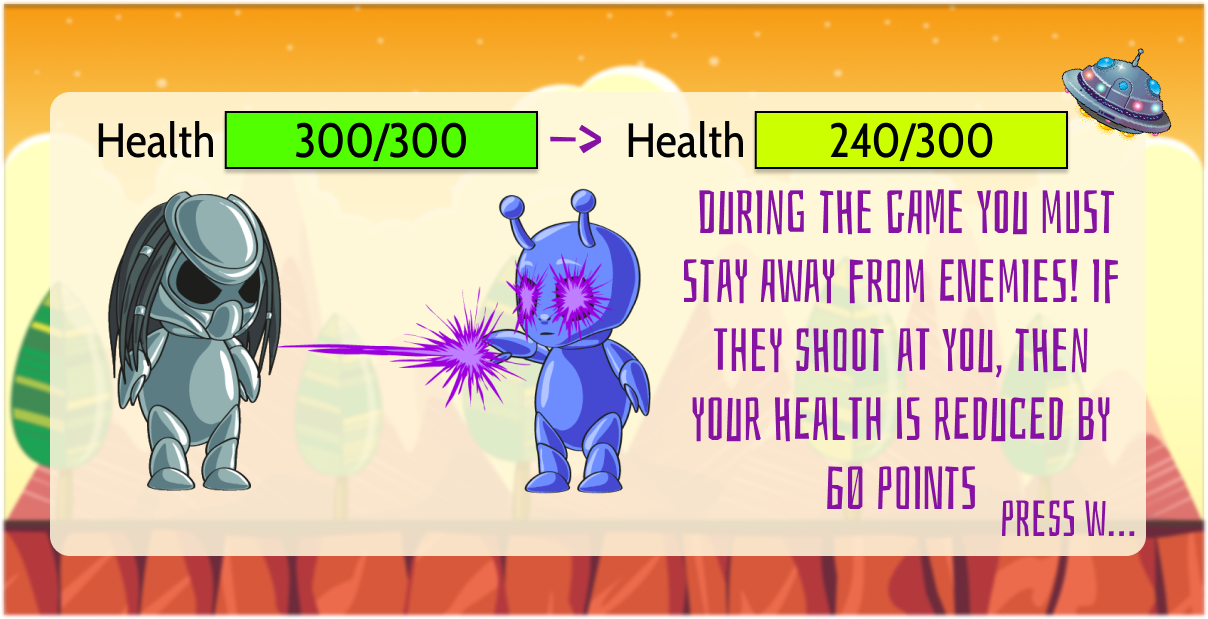 Health 300/300 -> Health 240/300
DURING THE GAME YOU MUST
STAY AWAY FROM ENEMIES! IF
THEY SHOOT AT YOU, THEN
YOUR HEALTH IS REDUCED BY
60 POINTS
PRESS W...